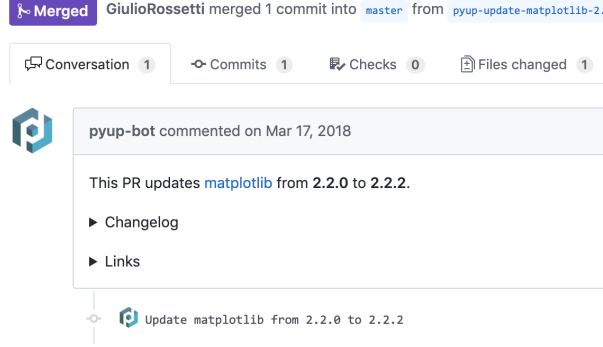 Merged GiulioRossetti merged 1 commit into master from pyup-update-matplotlib-2.
Conversation 1 Commits 1 Checks 0 Files changed 1
pyup-bot commented on Mar 17, 2018
This PR updates matplotlib from 2.2.0 to 2.2.2.
Changelog
Links
Update matplotlib from 2.2.0 to 2.2.2